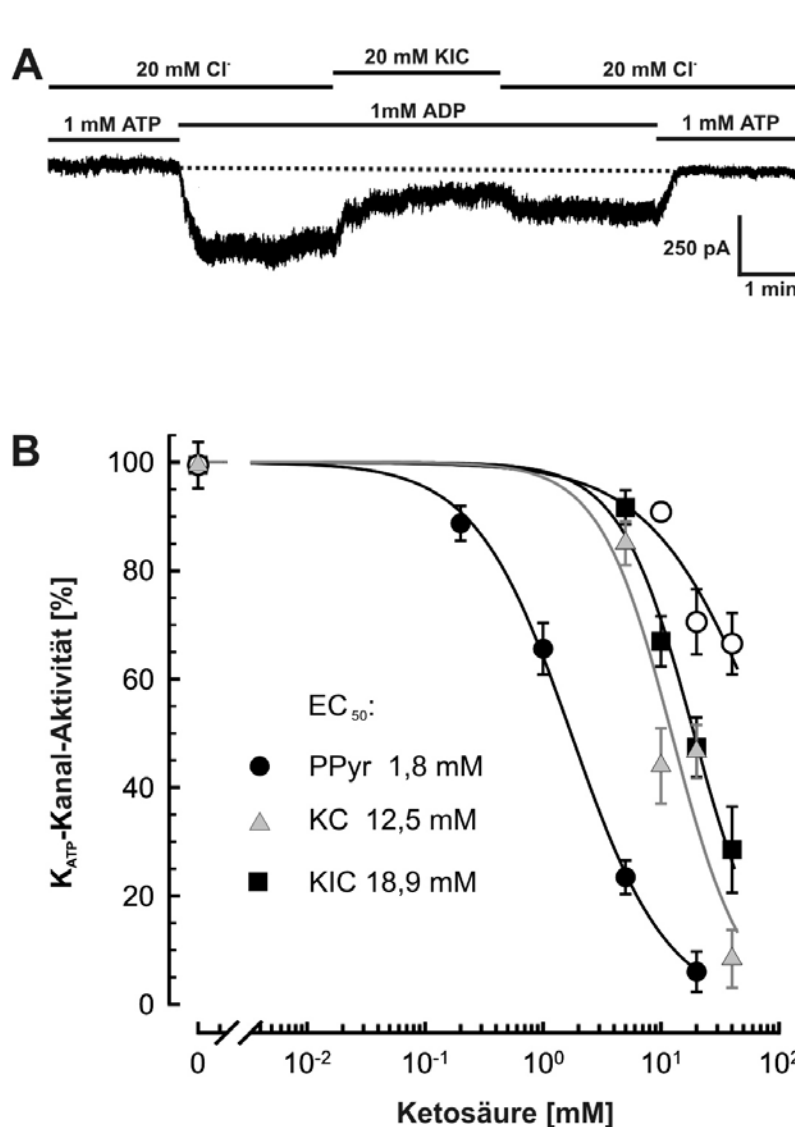 A
20 mM Cl⁻ 20 mM KIC 20 mM Cl⁻
1 mM ATP 1mM ADP 1 mM ATP
250 pA
1 min
B
K_ATP-Kanal-Aktivität [%]
100
80
60
40
20
0
EC₅₀:
PPyr 1,8 mM
KC 12,5 mM
KIC 18,9 mM
0 10⁻² 10⁻¹ 10⁰ 10¹ 10²
Ketosäure [mM]